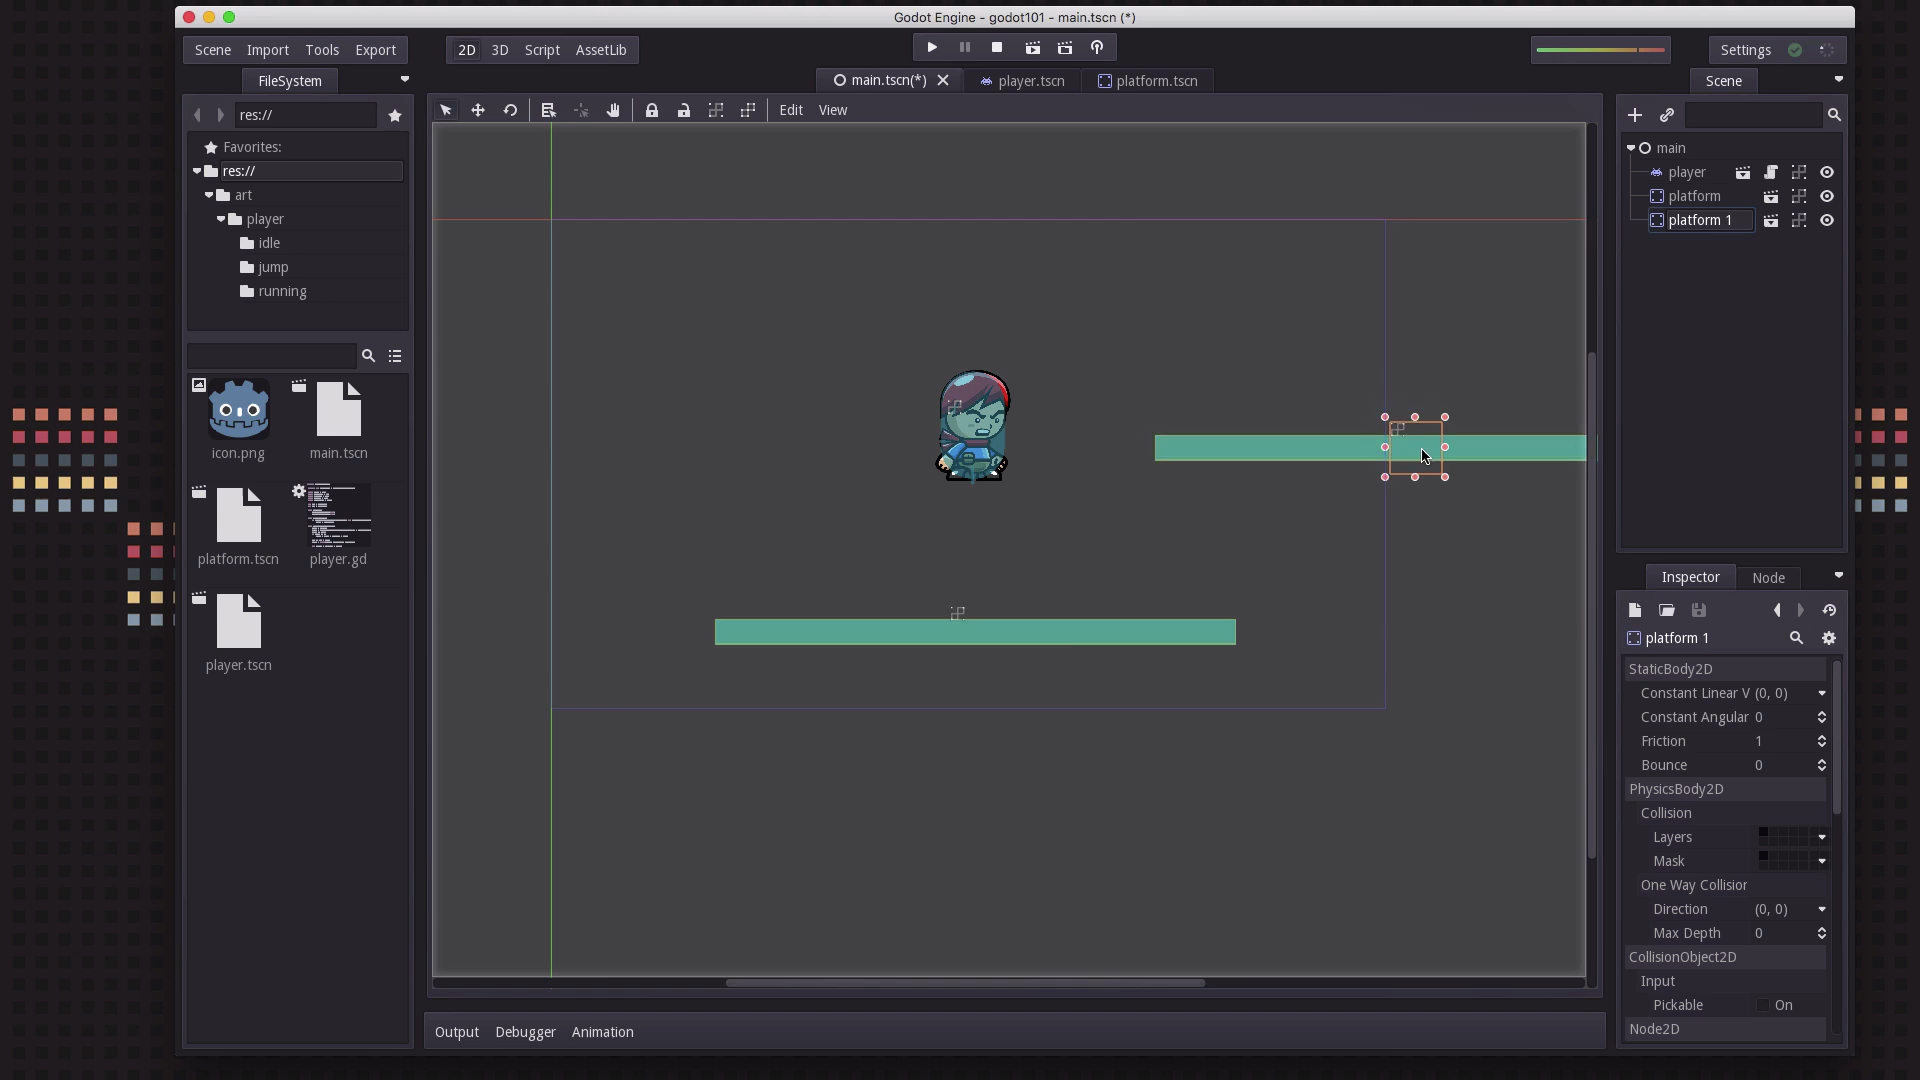 Godot Engine - godot101 - main.tscn (*)
Scene Import Tools Export
2D 3D Script AssetLib
Settings
FileSystem
main.tscn(*)
player.tscn
platform.tscn
Scene
res://
Edit View
Favorites:
res://
art
player
idle
jump
running
main
player
platform
platform 1
icon.png
main.tscn
platform.tscn
player.gd
player.tscn
Inspector
Node
platform 1
StaticBody2D
Constant Linear V (0, 0)
Constant Angular 0
Friction 1
Bounce 0
PhysicsBody2D
Collision
Layers
Mask
One Way Collisior
Direction (0, 0)
Max Depth 0
CollisionObject2D
Input
Pickable On
Node2D
Output Debugger Animation